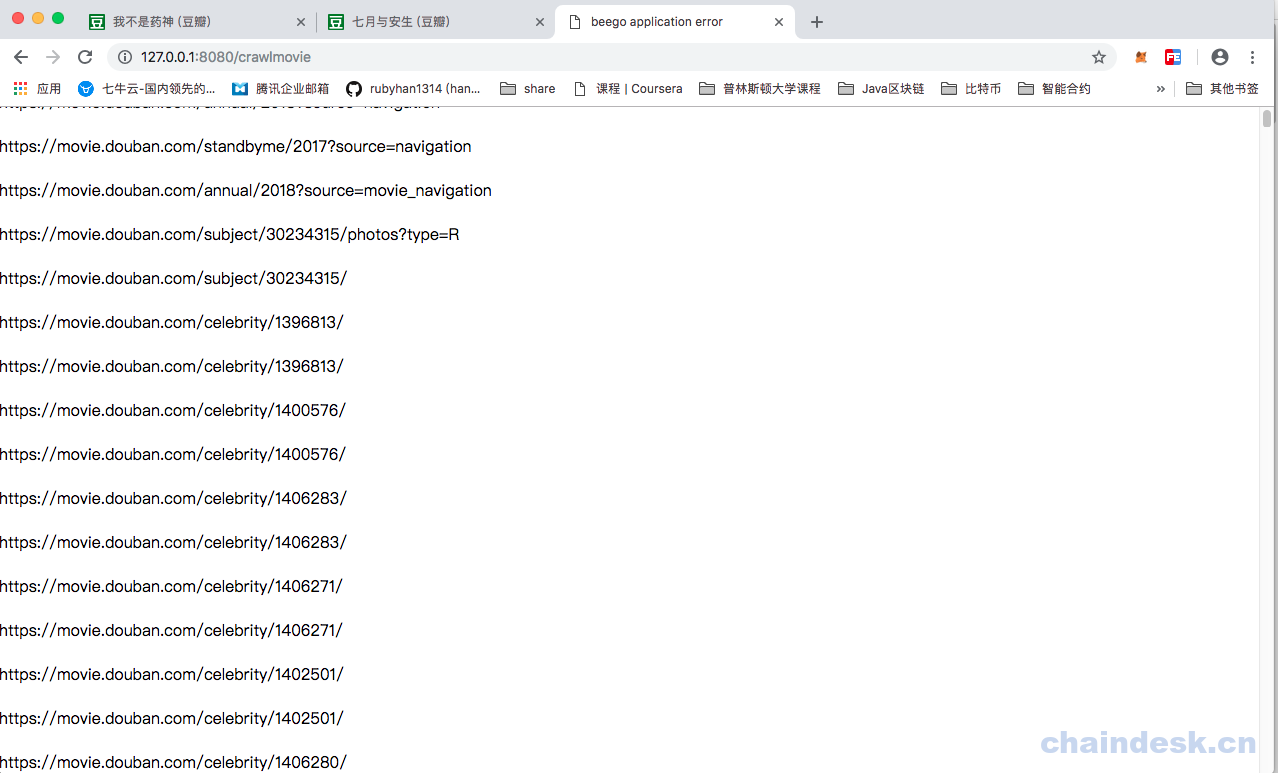 我不是药神 (豆瓣)
七月与安生 (豆瓣)
beego application error
127.0.0.1:8080/crawlmovie
应用
七牛云-国内领先的...
腾讯企业邮箱
rubyhan1314 (han...
share
课程 | Coursera
普林斯顿大学课程
Java区块链
比特币
智能合约
»
其他书签
https://movie.douban.com/standbyme/2017?source=navigation
https://movie.douban.com/annual/2018?source=movie_navigation
https://movie.douban.com/subject/30234315/photos?type=R
https://movie.douban.com/subject/30234315/
https://movie.douban.com/celebrity/1396813/
https://movie.douban.com/celebrity/1396813/
https://movie.douban.com/celebrity/1400576/
https://movie.douban.com/celebrity/1400576/
https://movie.douban.com/celebrity/1406283/
https://movie.douban.com/celebrity/1406283/
https://movie.douban.com/celebrity/1406271/
https://movie.douban.com/celebrity/1406271/
https://movie.douban.com/celebrity/1402501/
https://movie.douban.com/celebrity/1402501/
https://movie.douban.com/celebrity/1406280/
chaindesk.cn